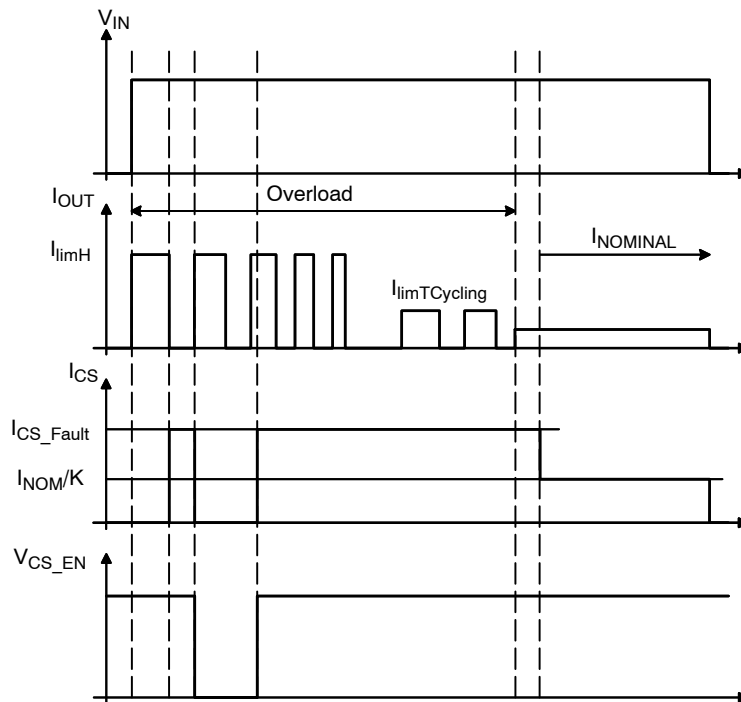 V_IN
I_OUT
Overload
I_limH
I_NOMINAL
I_limTCycling
I_CS
I_CS_Fault
I_NOM/K
V_CS_EN